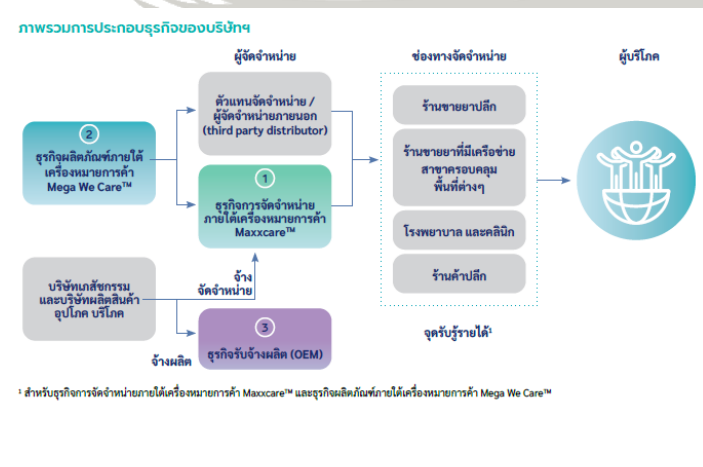 ภาพรวมการประกอบธุรกิจของบริษัทฯ
ผู้จัดจำหน่าย
ช่องทางจัดจำหน่าย
ผู้บริโภค
2
ธุรกิจผลิตภัณฑ์ภายใต้
เครื่องหมายการค้า
Mega We Care™
ตัวแทนจัดจำหน่าย /
ผู้จัดจำหน่ายภายนอก
(third party distributor)
1
ธุรกิจการจัดจำหน่าย
ภายใต้เครื่องหมายการค้า
Maxxcare™
ร้านขายยาปลีก
ร้านขายยาที่มีเครือข่าย
สาขาครอบคลุม
พื้นที่ต่างๆ
โรงพยาบาล และคลินิก
ร้านค้าปลีก
บริษัทเภสัชกรรม
และบริษัทผลิตสินค้า
อุปโภค บริโภค
จ้าง
จัดจำหน่าย
3
ธุรกิจรับจ้างผลิต (OEM)
จ้างผลิต
จุดรับรู้รายได้¹
¹ สำหรับธุรกิจการจัดจำหน่ายภายใต้เครื่องหมายการค้า Maxxcare™ และธุรกิจผลิตภัณฑ์ภายใต้เครื่องหมายการค้า Mega We Care™